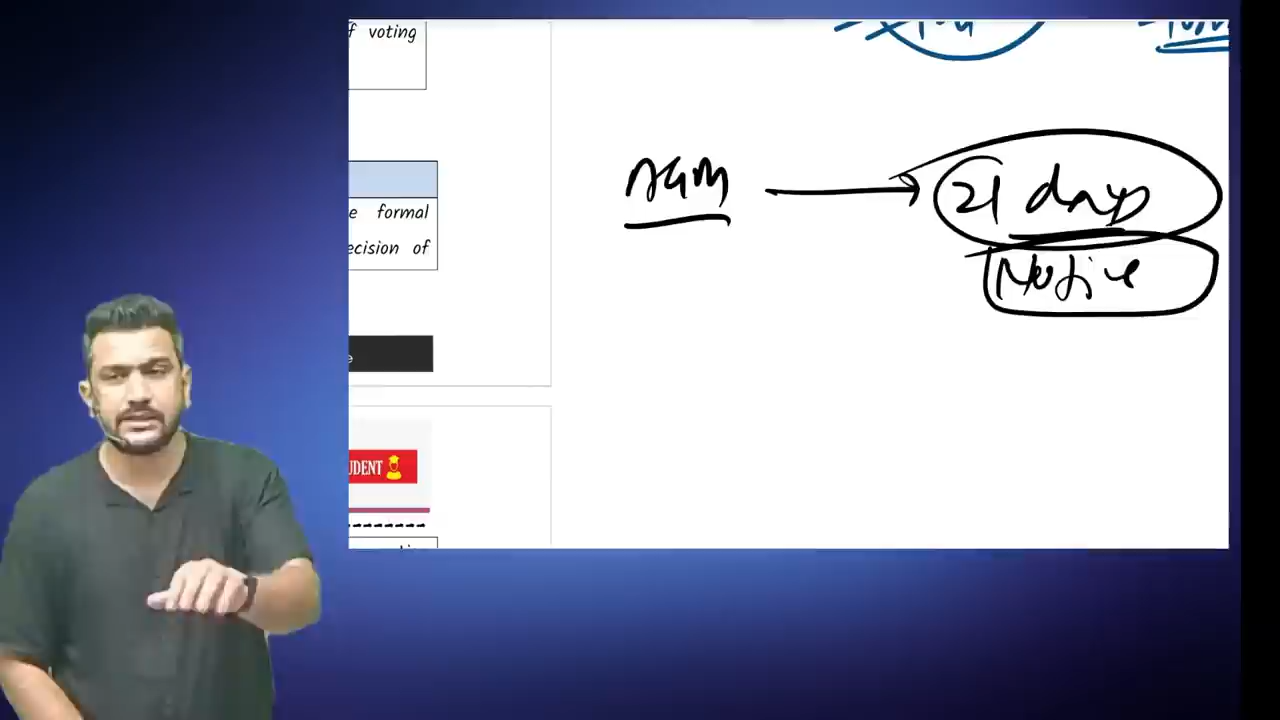 f voting
AGM → 21 days
Notice
e formal
ecision of
e
UDENT